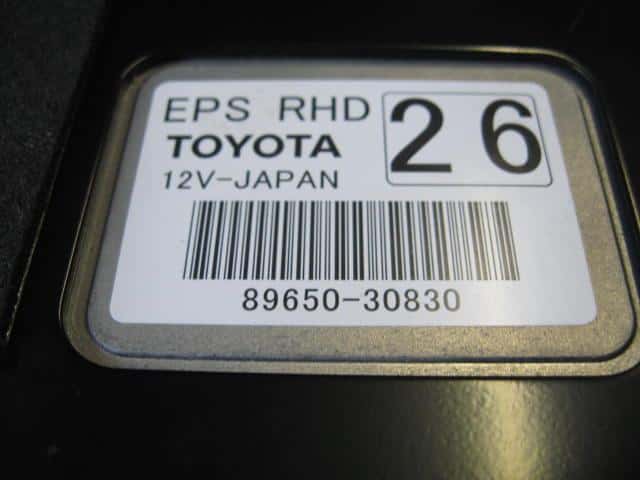 EPS RHD 26
TOYOTA
12V-JAPAN
89650-30830